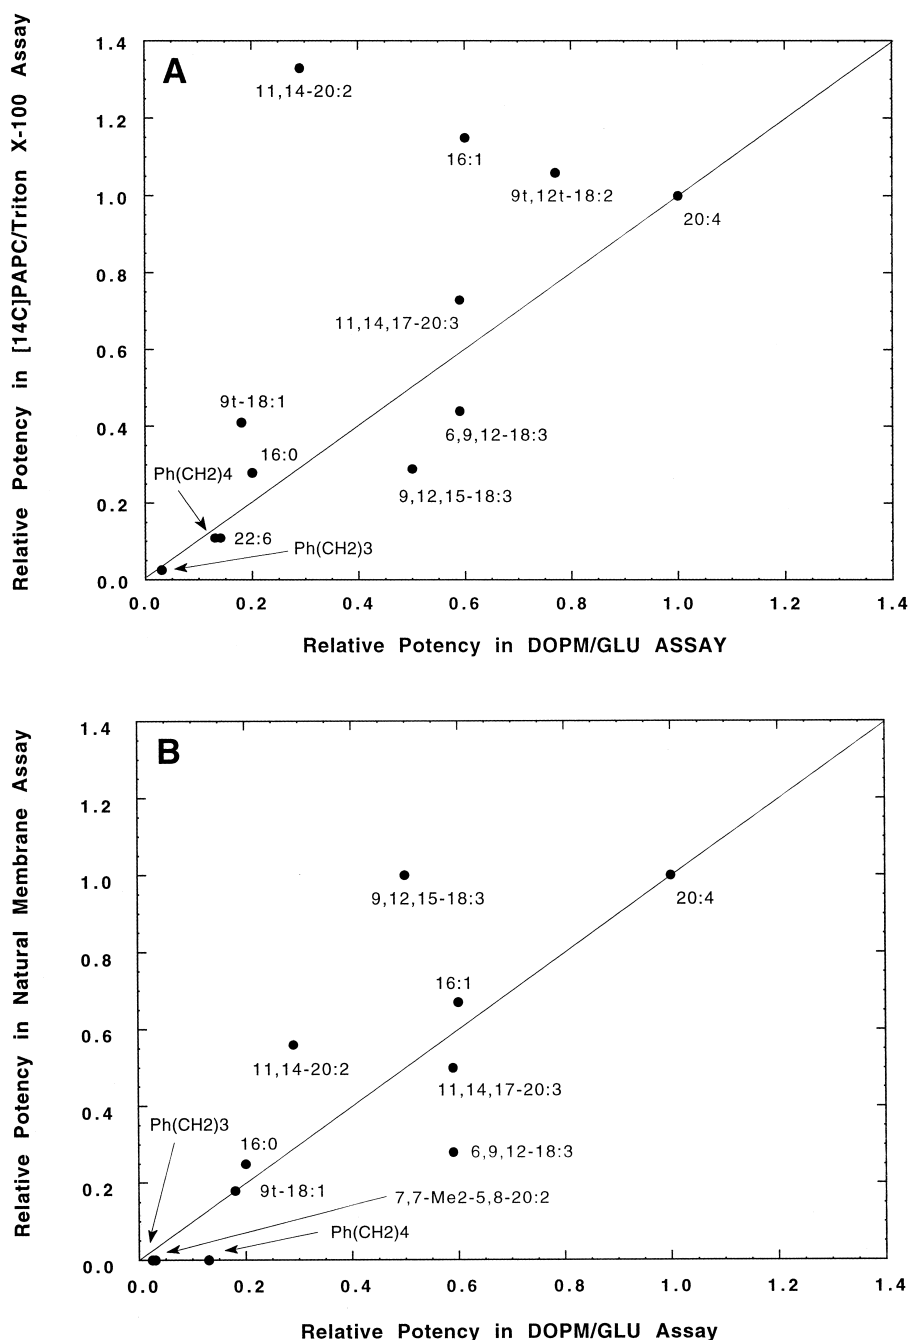 A
Relative Potency in [14C]PAPC/Triton X-100 Assay
1.4
1.2
1.0
0.8
0.6
0.4
0.2
0.0
11,14-20:2
16:1
9t,12t-18:2
20:4
11,14,17-20:3
9t-18:1
6,9,12-18:3
16:0
Ph(CH2)4
9,12,15-18:3
22:6
Ph(CH2)3
0.0 0.2 0.4 0.6 0.8 1.0 1.2 1.4
Relative Potency in DOPM/GLU ASSAY
B
Relative Potency in Natural Membrane Assay
1.4
1.2
1.0
0.8
0.6
0.4
0.2
0.0
9,12,15-18:3
20:4
16:1
11,14-20:2
11,14,17-20:3
Ph(CH2)3
16:0
6,9,12-18:3
9t-18:1
7,7-Me2-5,8-20:2
Ph(CH2)4
0.0 0.2 0.4 0.6 0.8 1.0 1.2 1.4
Relative Potency in DOPM/GLU Assay